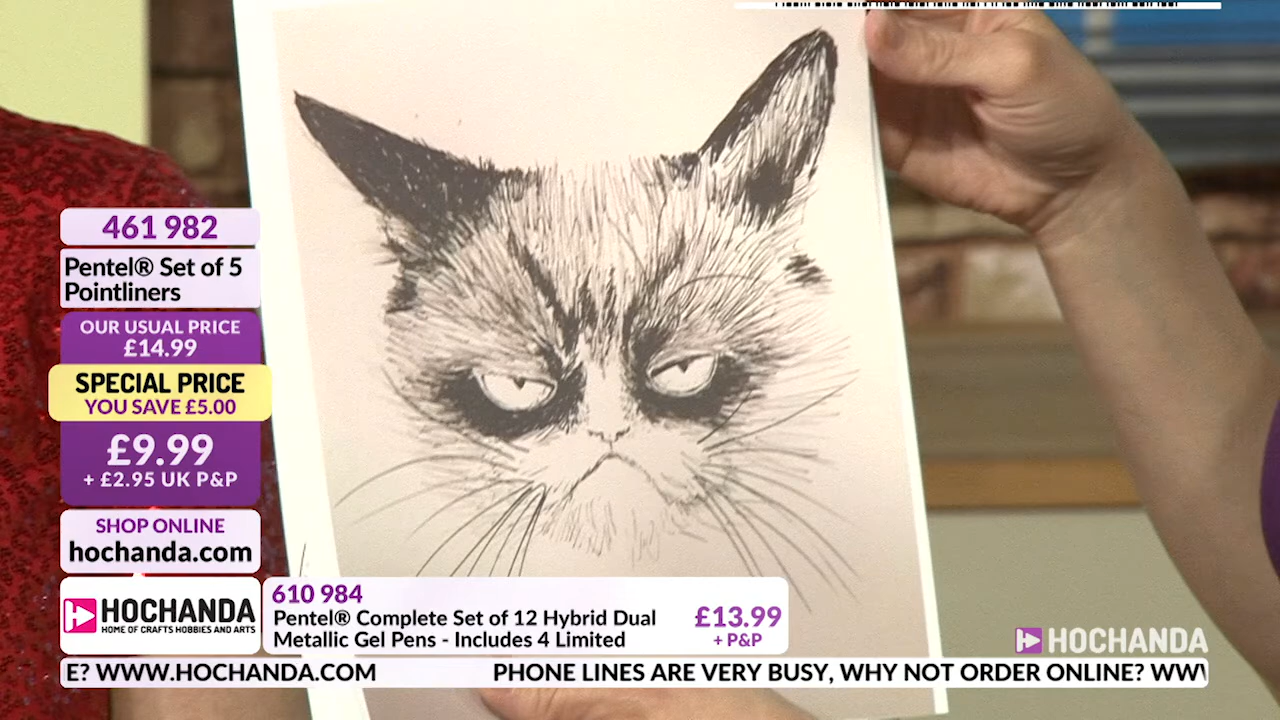 461 982
Pentel® Set of 5
Pointliners
OUR USUAL PRICE
£14.99
SPECIAL PRICE
YOU SAVE £5.00
£9.99
+ £2.95 UK P&P
SHOP ONLINE
hochanda.com
HOCHANDA
HOME OF CRAFTS HOBBIES AND ARTS
610 984
Pentel® Complete Set of 12 Hybrid Dual
Metallic Gel Pens - Includes 4 Limited
£13.99
+ P&P
HOCHANDA
E? WWW.HOCHANDA.COM PHONE LINES ARE VERY BUSY, WHY NOT ORDER ONLINE? WW